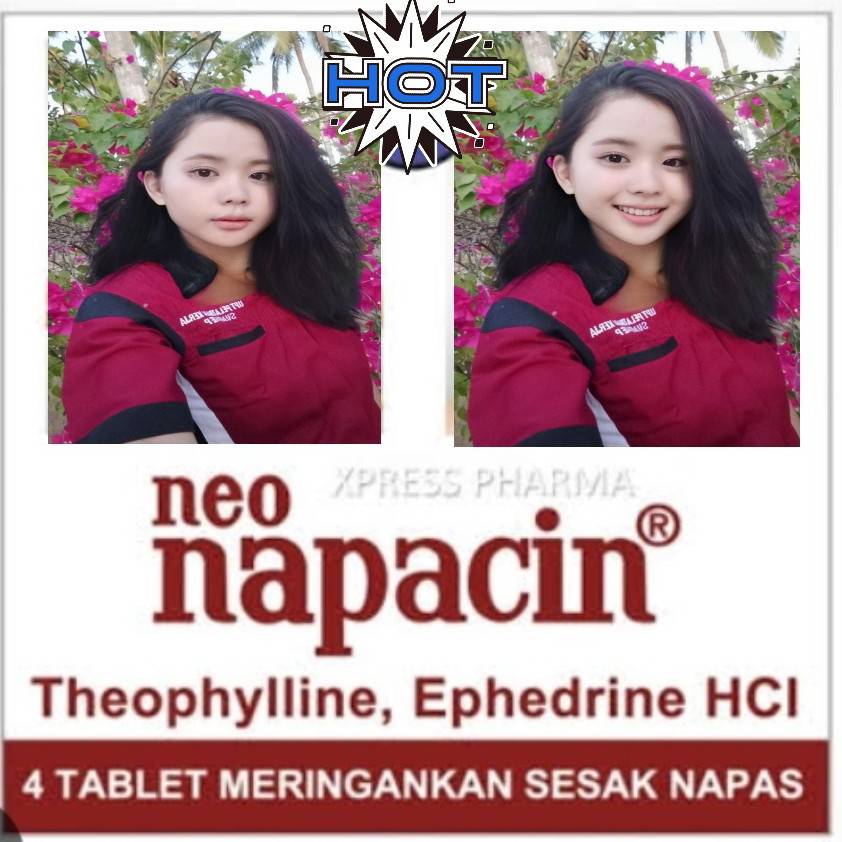 HOT
neo
XPRESS PHARMA
napacin®
Theophylline, Ephedrine HCl
4 TABLET MERINGANKAN SESAK NAPAS